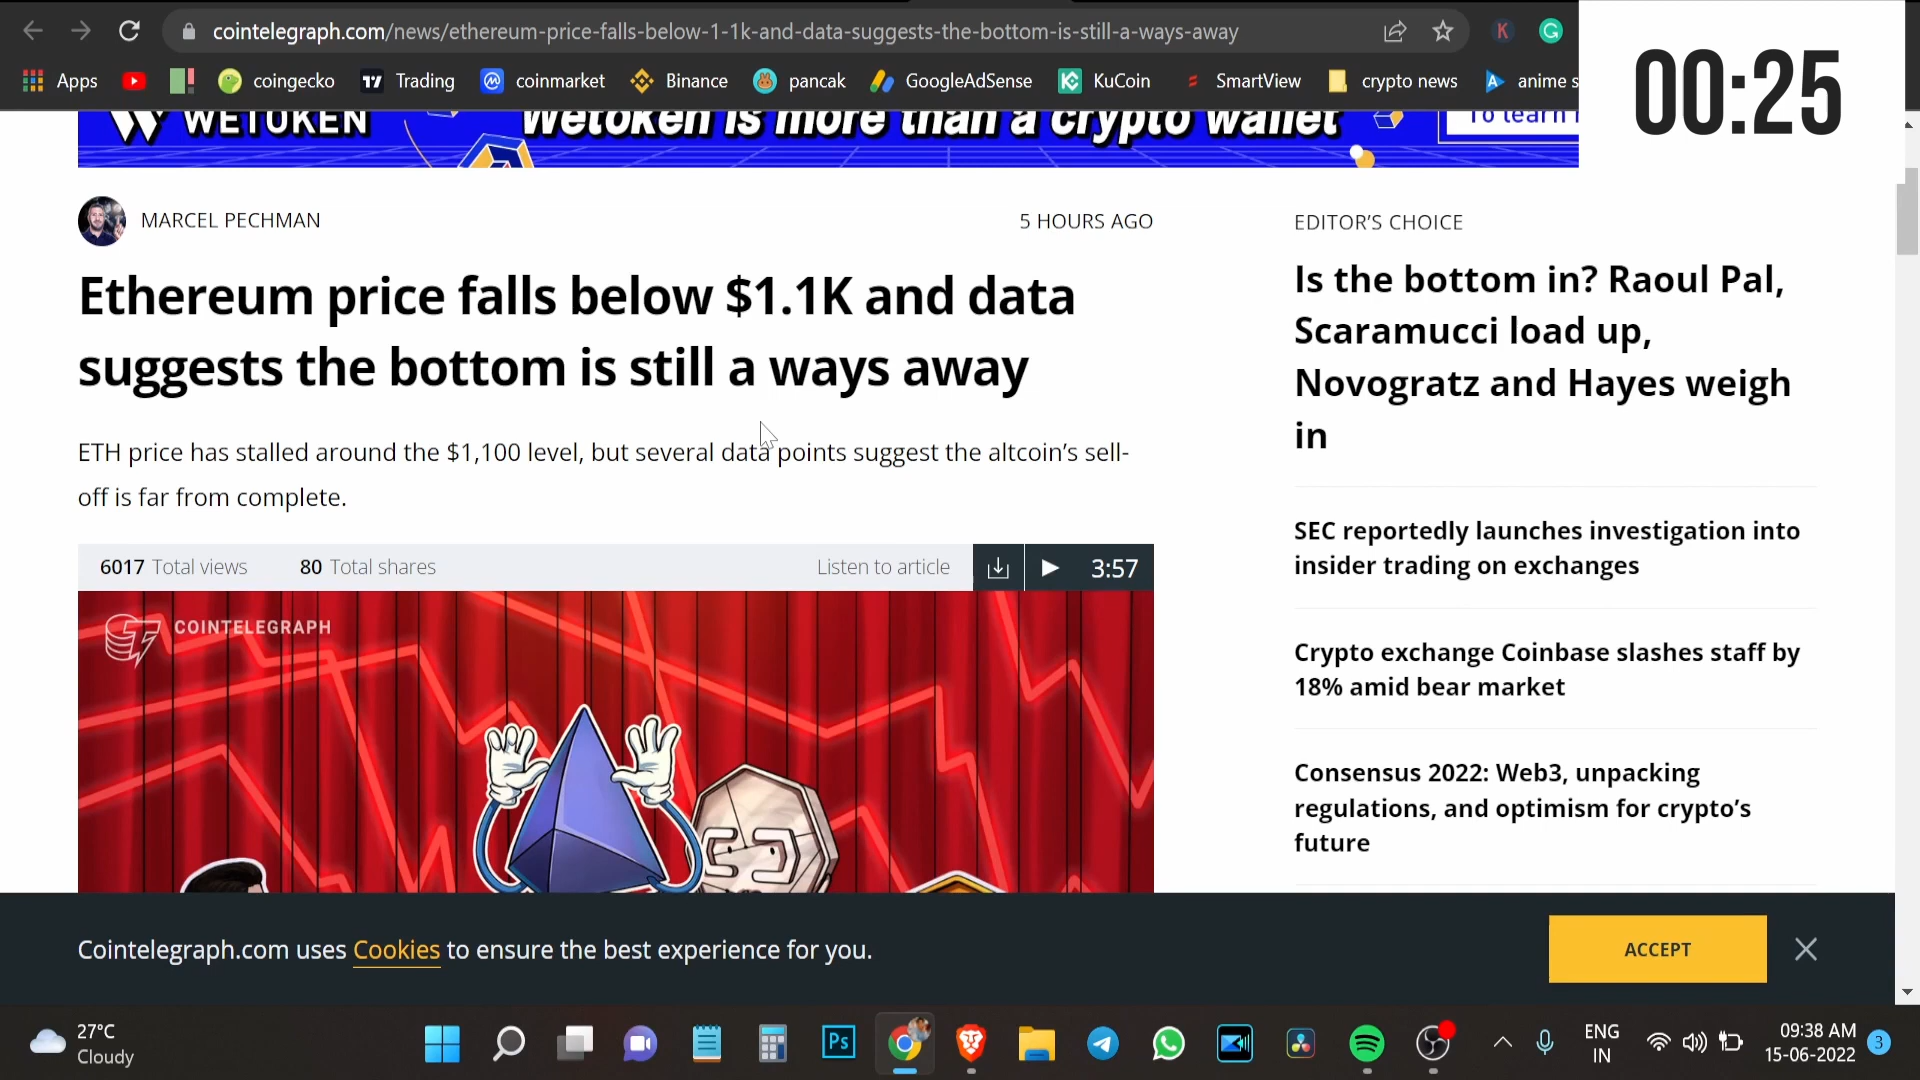 cointelegraph.com/news/ethereum-price-falls-below-1-1k-and-data-suggests-the-bottom-is-still-a-ways-away
K
G
00:25
Apps
coingecko
Trading
coinmarket
Binance
pancak
GoogleAdSense
KuCoin
SmartView
crypto news
anime s
WETOKEN
Wetoken is more than a crypto wallet
To learn
MARCEL PECHMAN
5 HOURS AGO
Ethereum price falls below $1.1K and data
suggests the bottom is still a ways away
ETH price has stalled around the $1,100 level, but several data points suggest the altcoin's sell-
off is far from complete.
6017 Total views
80 Total shares
Listen to article
3:57
COINTELEGRAPH
EDITOR'S CHOICE
Is the bottom in? Raoul Pal,
Scaramucci load up,
Novogratz and Hayes weigh
in
SEC reportedly launches investigation into
insider trading on exchanges
Crypto exchange Coinbase slashes staff by
18% amid bear market
Consensus 2022: Web3, unpacking
regulations, and optimism for crypto's
future
Cointelegraph.com uses Cookies to ensure the best experience for you.
ACCEPT
27°C
Cloudy
Ps
ENG
IN
09:38 AM
15-06-2022
3